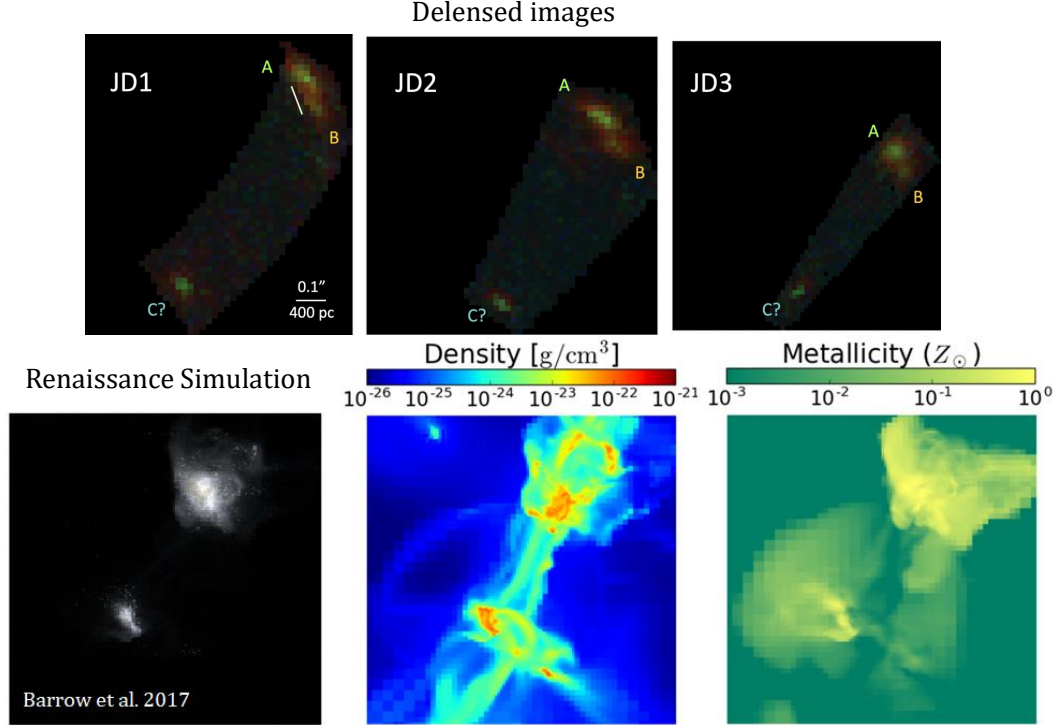 Delensed images
JD1
A
B
C?
0.1”
400 pc
JD2
A
B
C?
JD3
A
B
C?
Renaissance Simulation
Barrow et al. 2017
Density [g/cm³]
10⁻²⁶ 10⁻²⁵ 10⁻²⁴ 10⁻²³ 10⁻²² 10⁻²¹
Metallicity (Z⊙)
10⁻³ 10⁻² 10⁻¹ 10⁰